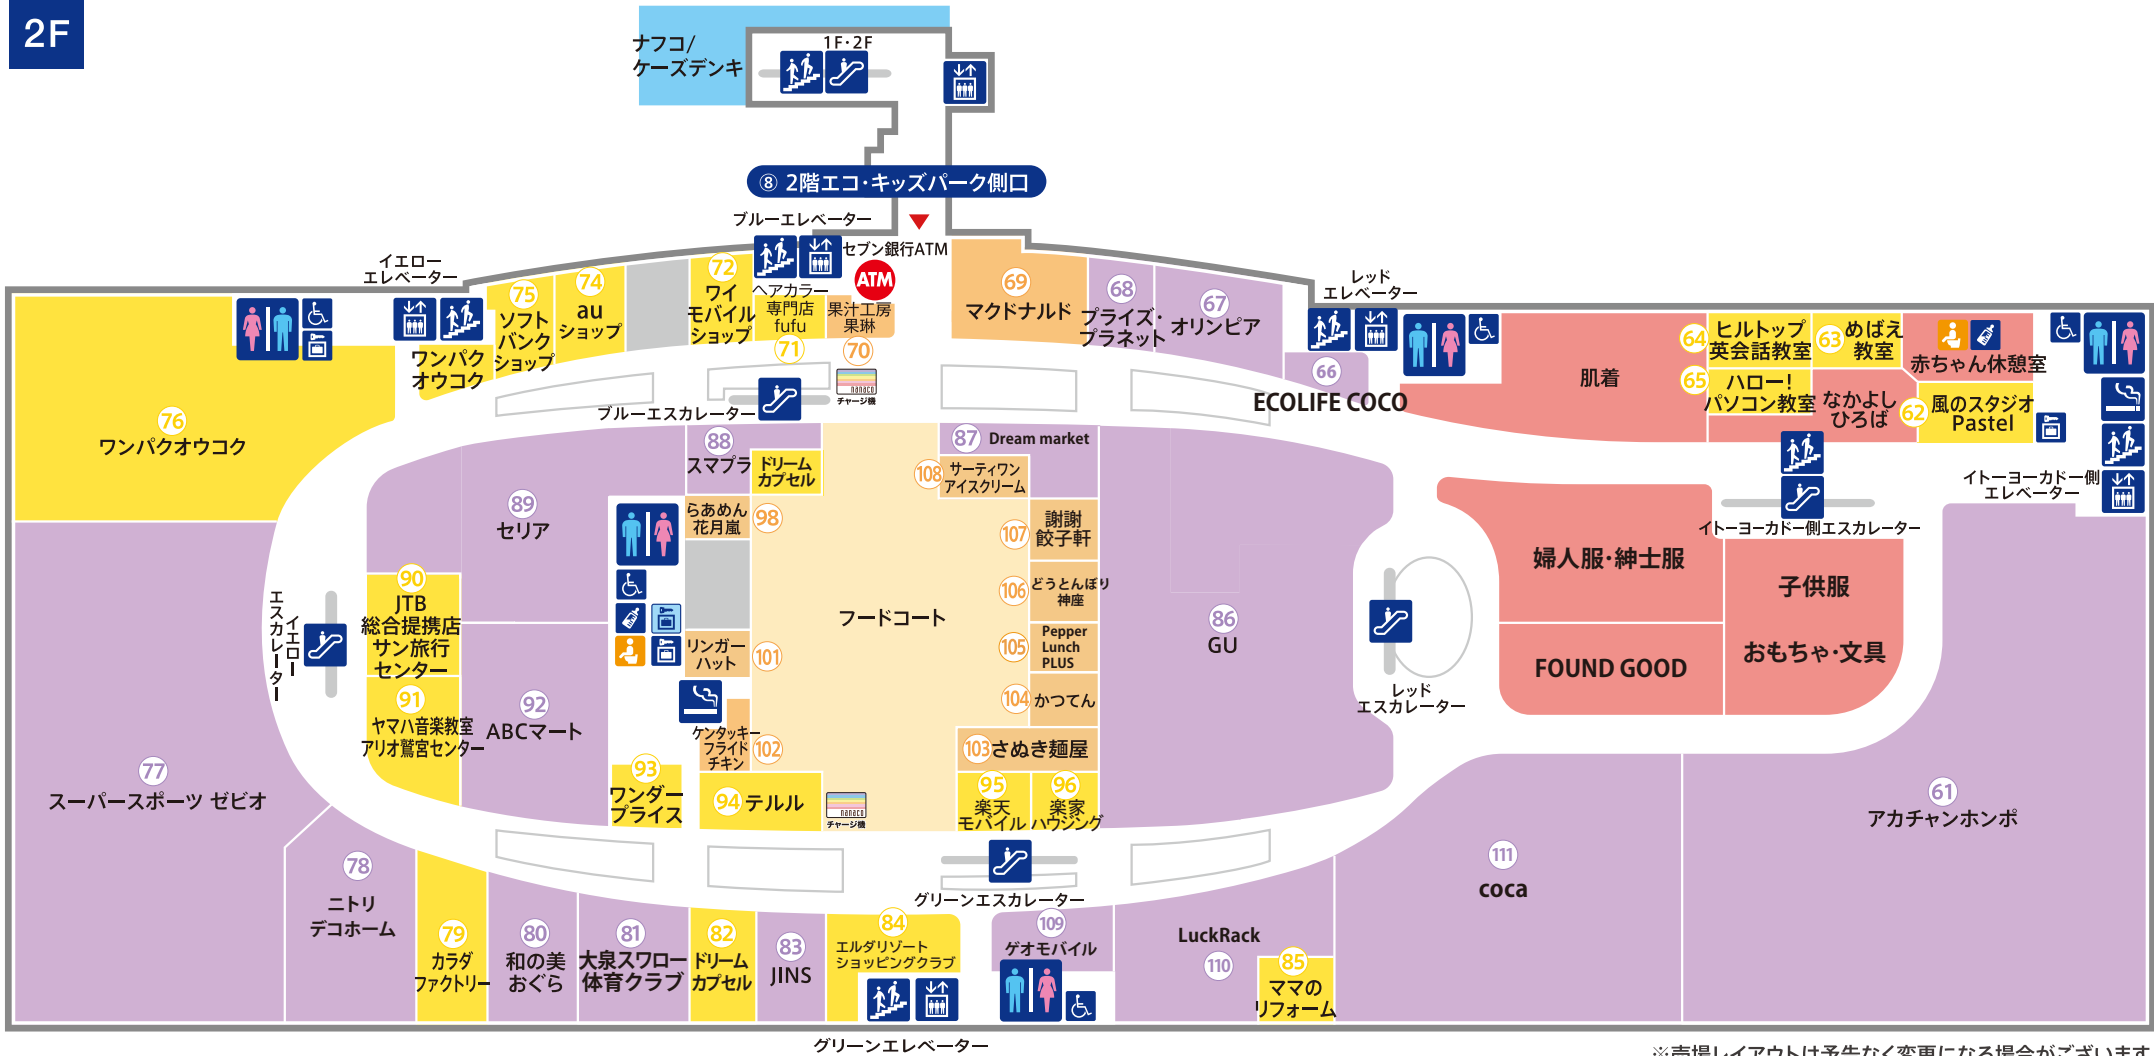 2F
ナフコ/
ケーズデンキ
1F・2F
⑧ 2階エコ・キッズパーク側口
ブルーエレベーター
セブン銀行ATM
ATM
イエロー
エレベーター
レッド
エレベーター
76
ワンパクオウコク
ワンパク
オウコク
75
ソフト
バンク
ショップ
74
au
ショップ
72
ワイ
モバイル
ショップ
ヘアカラー
専門店
fufu
71
果汁工房
果琳
70
nanaco
チャージ機
69
マクドナルド
68
プライズ・
プラネット
67
オリンピア
66
ECOLIFE COCO
肌着
64
ヒルトップ
英会話教室
63
めばえ
教室
赤ちゃん休憩室
65
ハロー!
パソコン教室
なかよし
ひろば
62
風のスタジオ
Pastel
ブルーエスカレーター
イトーヨーカドー側
エレベーター
イトーヨーカドー側エスカレーター
88
スマプラ
ドリーム
カプセル
87
Dream market
108
サーティワン
アイスクリーム
89
セリア
らあめん
花月嵐
98
107
謝謝
餃子軒
106
どうとんぼり
神座
フードコート
86
GU
90
JTB
総合提携店
サン旅行
センター
リンガー
ハット
101
105
Pepper
Lunch
PLUS
104
かつてん
イエロー
エスカレーター
91
ヤマハ音楽教室
アリオ鷲宮センター
92
ABCマート
ケンタッキー
フライド
チキン
102
103
さぬき麺屋
93
ワンダー
プライス
94
テルル
nanaco
チャージ機
95
楽天
モバイル
96
楽家
ハウジング
レッド
エスカレーター
婦人服・紳士服
子供服
FOUND GOOD
おもちゃ・文具
77
スーパースポーツ ゼビオ
61
アカチャンホンポ
78
ニトリ
デコホーム
グリーンエスカレーター
79
カラダ
ファクトリー
80
和の美
おぐら
81
大泉スワロー
体育クラブ
82
ドリーム
カプセル
83
JINS
84
エルダリゾート
ショッピングクラブ
109
ゲオモバイル
LuckRack
110
85
ママの
リフォーム
111
coca
グリーンエレベーター
※売場レイアウトは予告なく変更になる場合がございます